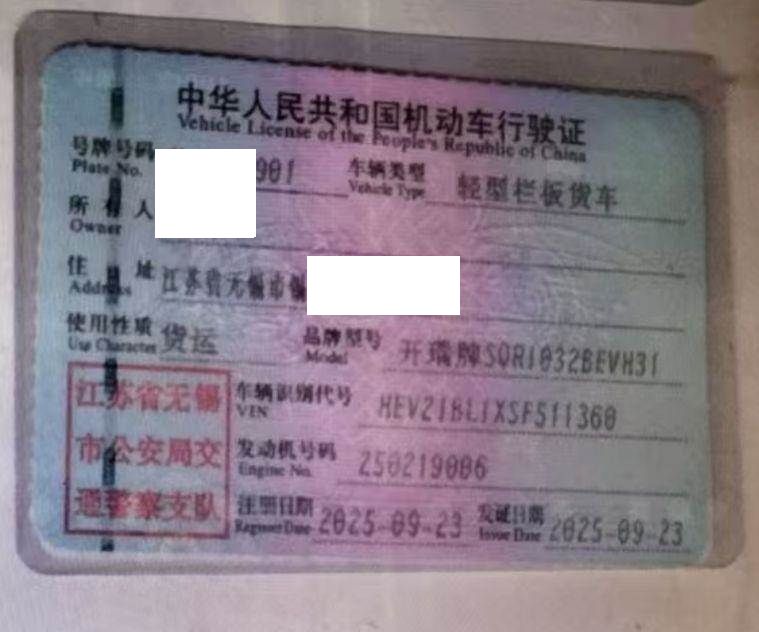 中华人民共和国机动车行驶证
Vehicle License of the People's Republic of China
号牌号码 901 车辆类型 轻型栏板货车
Plate No. Vehicle Type
所有人
Owner
住址 江苏省无锡市锡
Address
使用性质 货运 品牌型号 开瑞牌SQR1032BEVH31
Use Character Model
江苏省无锡
市公安局交
通警察支队
车辆识别代号
VIN
发动机号码 250219006
Engine No.
注册日期 2025-09-23 发证日期 2025-09-23
Register Date Issue Date